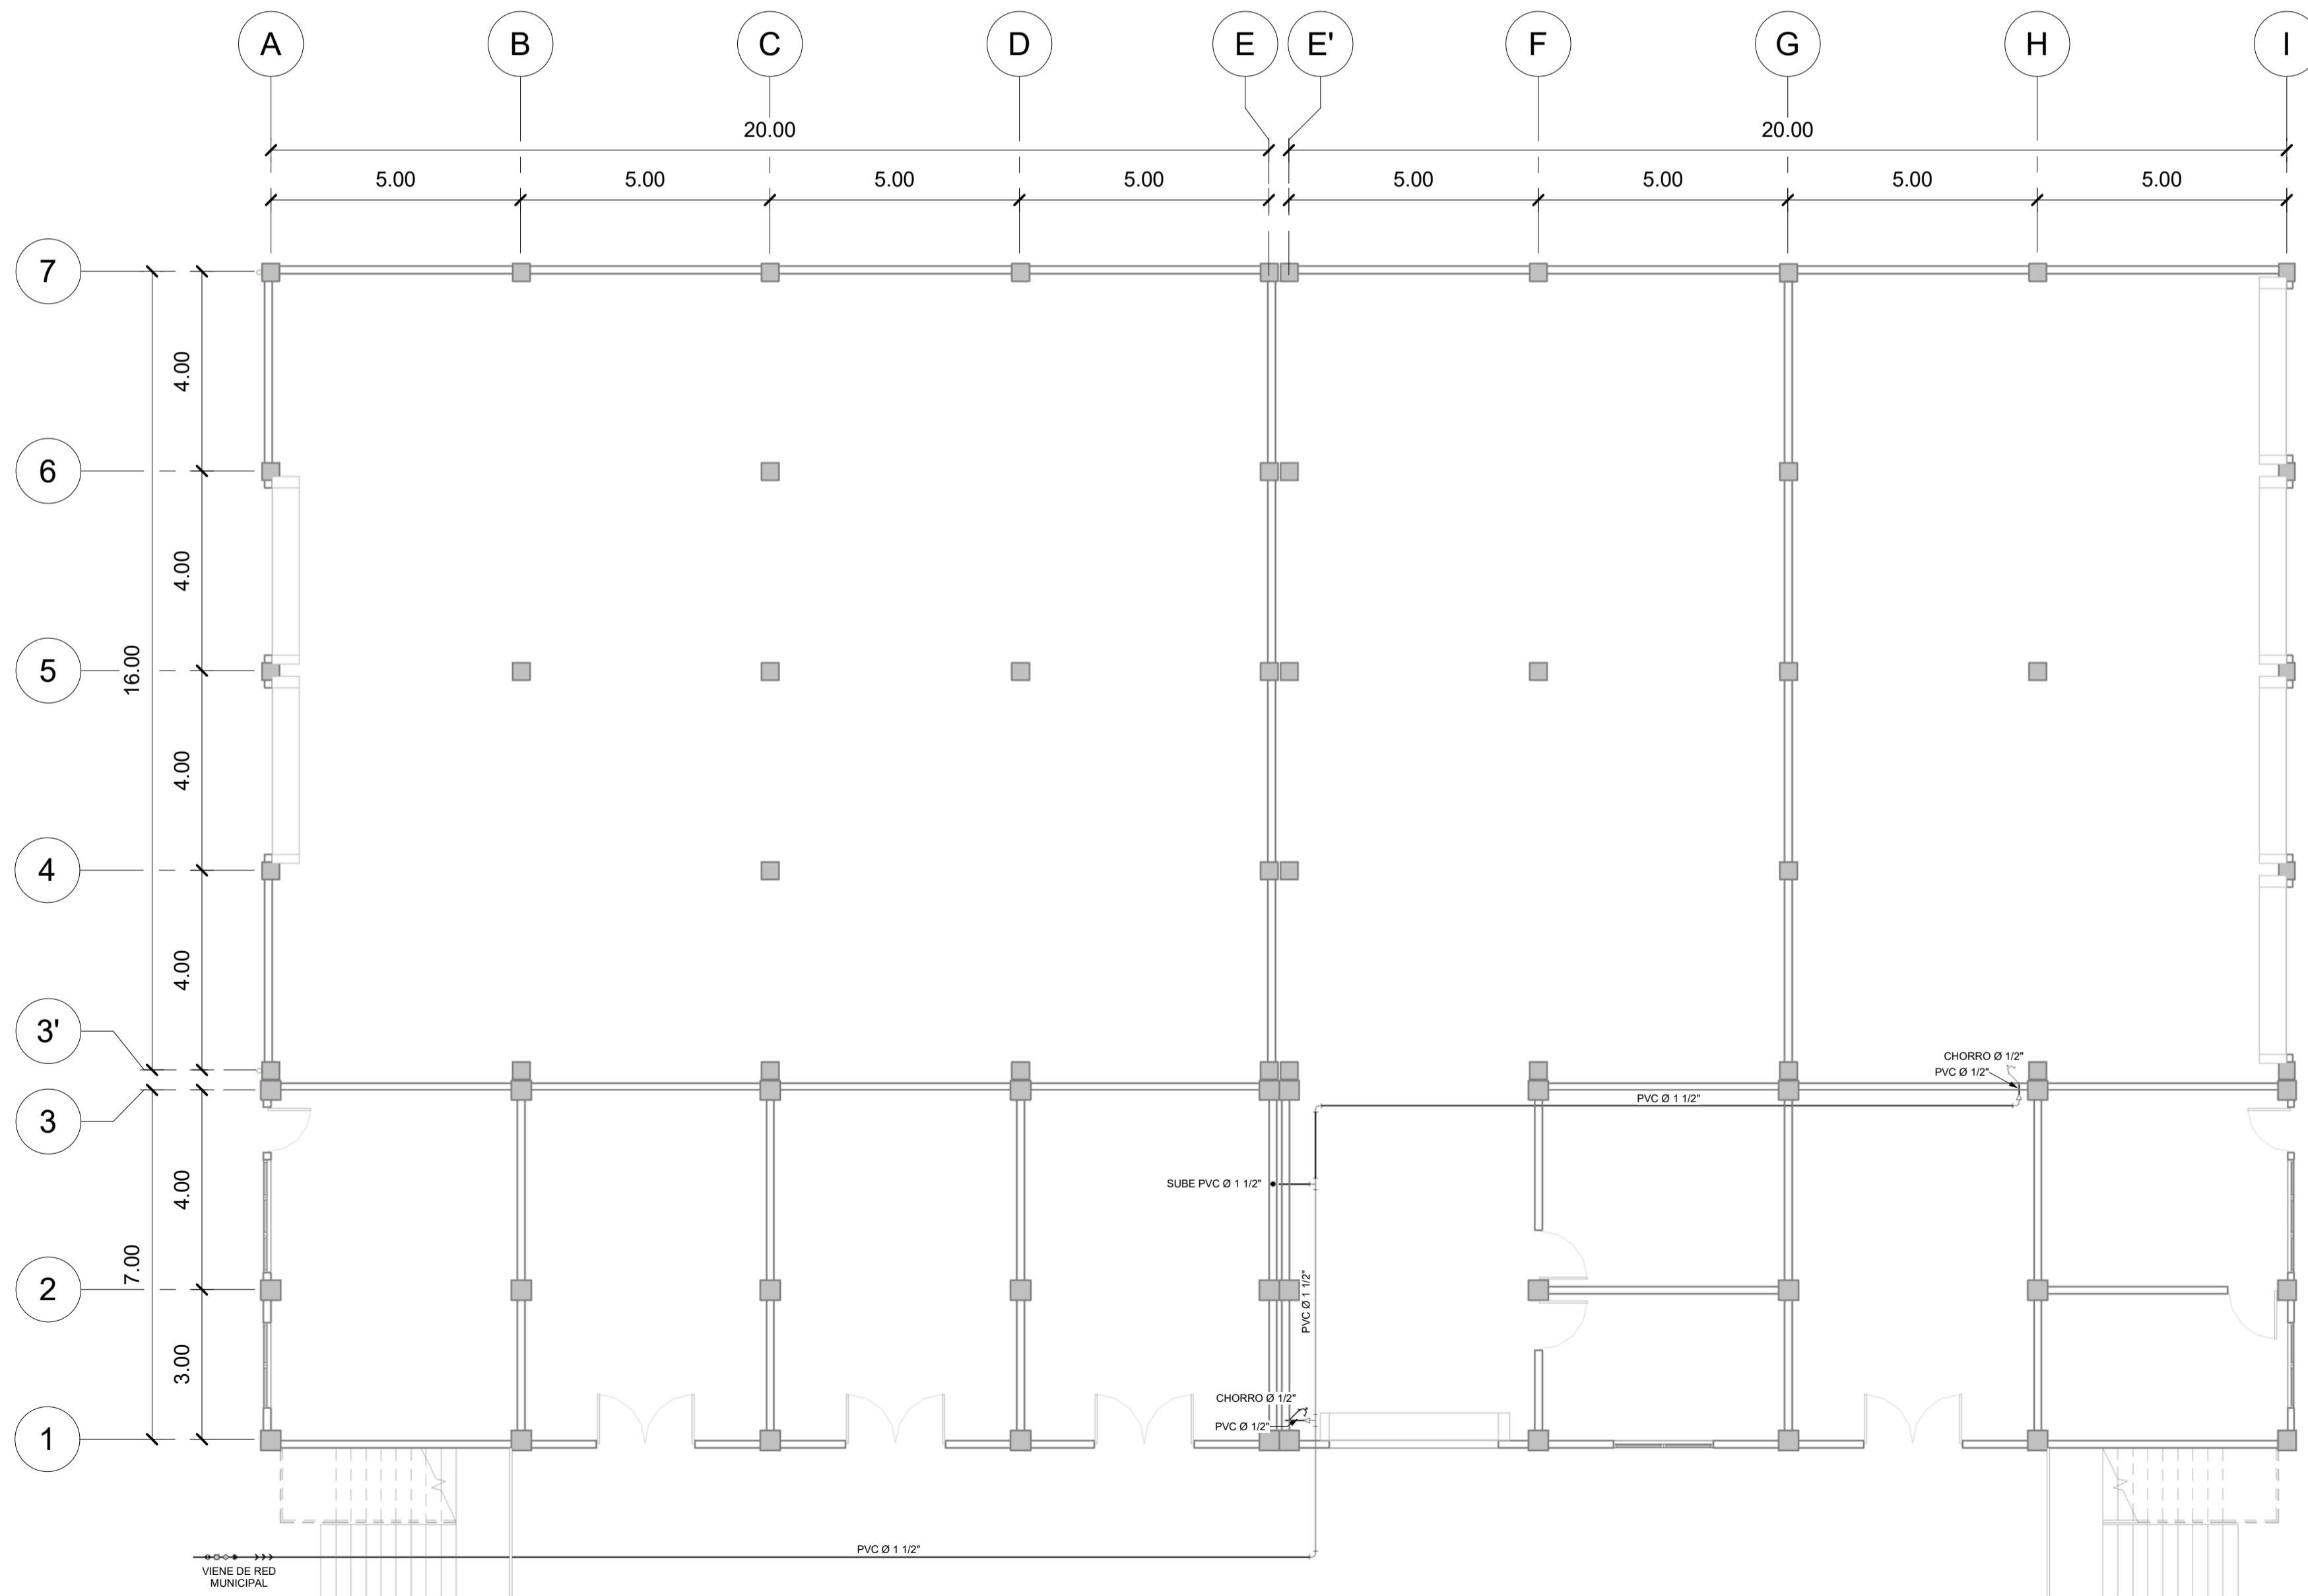 A B C D E E' F G H I
20.00 20.00
5.00 5.00 5.00 5.00 5.00 5.00 5.00 5.00
7
4.00
6
4.00
5
16.00
4.00
4
4.00
3'
CHORRO Ø 1/2"
PVC Ø 1/2"
3
PVC Ø 1 1/2"
4.00
SUBE PVC Ø 1 1/2"
7.00
2
PVC Ø 1 1/2"
3.00
CHORRO Ø 1/2"
PVC Ø 1/2"
1
PVC Ø 1 1/2"
VIENE DE RED
MUNICIPAL